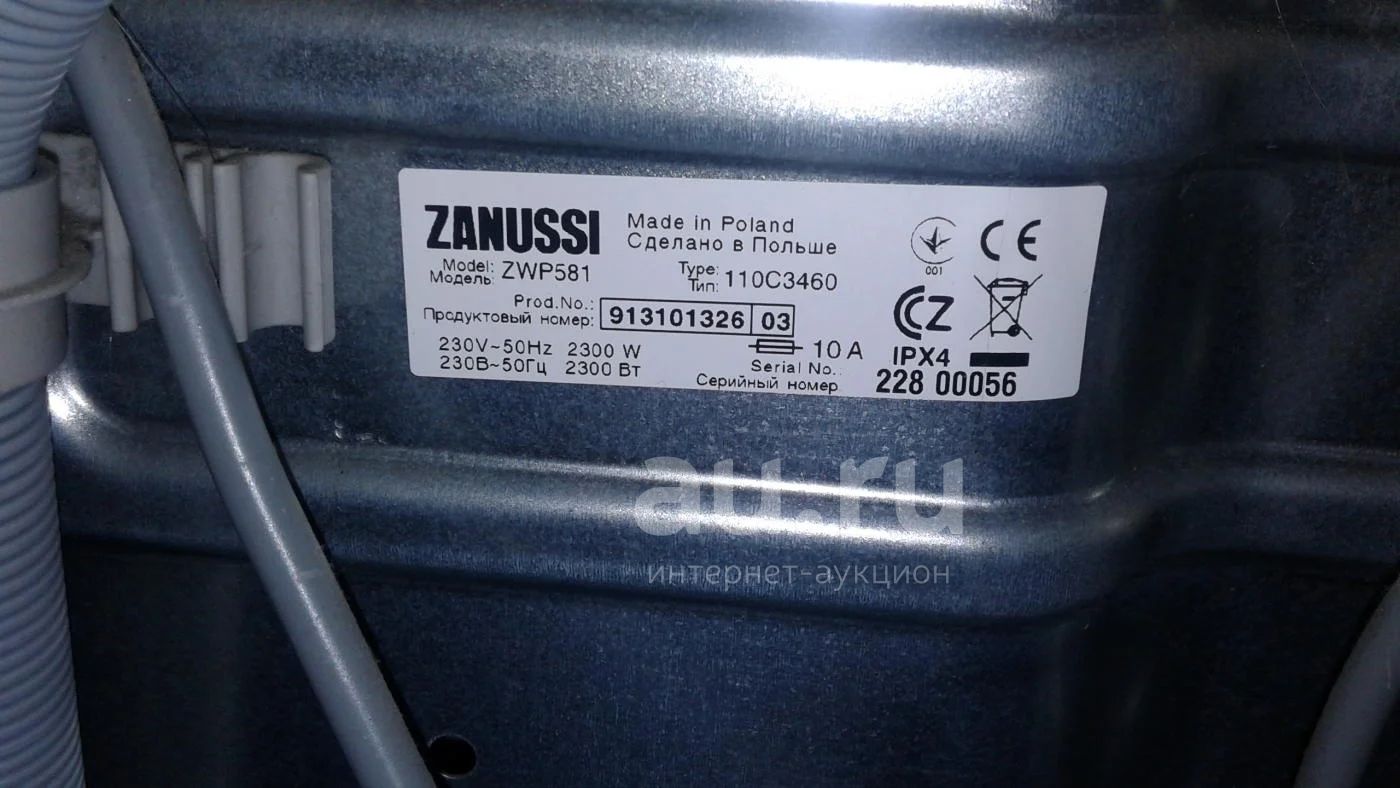 ZANUSSI
Made in Poland
Сделано в Польше
Model: ZWP581
Модель:
Type: 110C3460
Тип:
Prod.No.:
Продуктовый номер: 913101326 03
230V~50Hz 2300 W
230В~50Гц 2300 Вт
10 A
Serial No.:
Серийный номер
001
CE
CZ
IPX4
228 00056
au.ru
интернет-аукцион